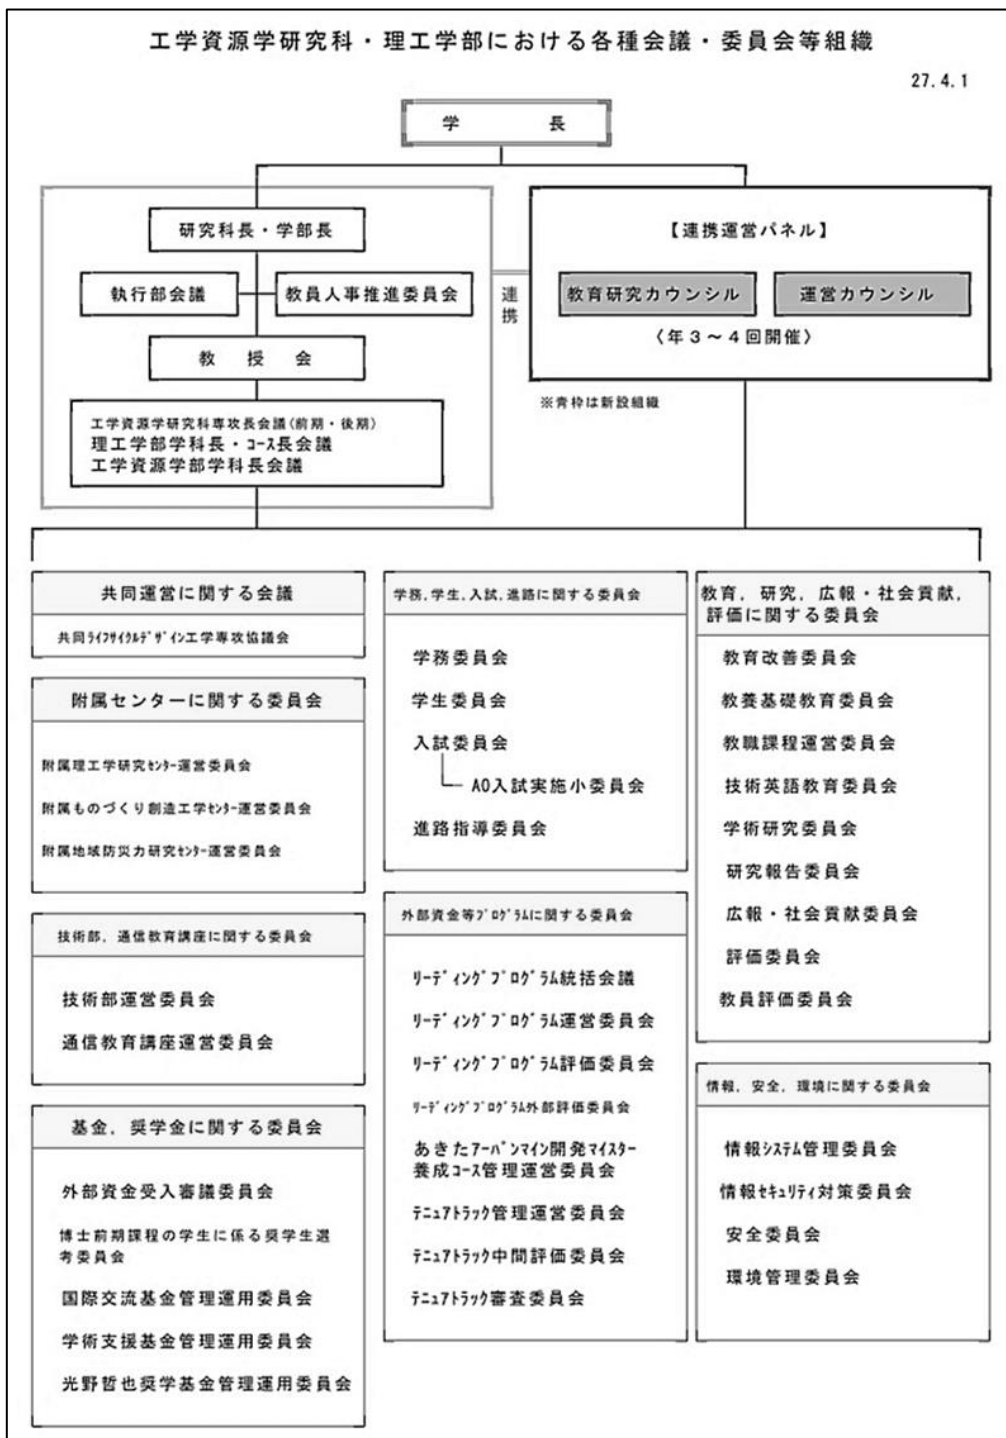 工学資源学研究科・理工学部における各種会議・委員会等組織
27.4.1
学　　長
研究科長・学部長
執行部会議
教員人事推進委員会
教　授　会
工学資源学研究科専攻長会議(前期・後期)
理工学部学科長・ｺｰｽ長会議
工学資源学部学科長会議
連携
【連携運営パネル】
教育研究カウンシル
運営カウンシル
〈年３～４回開催〉
※青枠は新設組織
共同運営に関する会議
共同ﾗｲﾌｻｲｸﾙﾃﾞｻﾞｲﾝ工学専攻協議会
附属センターに関する委員会
附属理工学研究ｾﾝﾀｰ運営委員会
附属ものづくり創造工学ｾﾝﾀｰ運営委員会
附属地域防災力研究ｾﾝﾀｰ運営委員会
技術部，通信教育講座に関する委員会
技術部運営委員会
通信教育講座運営委員会
基金，奨学金に関する委員会
外部資金受入審議委員会
博士前期課程の学生に係る奨学生選
考委員会
国際交流基金管理運用委員会
学術支援基金管理運用委員会
光野哲也奨学基金管理運用委員会
学務,学生,入試,進路に関する委員会
学務委員会
学生委員会
入試委員会
AO入試実施小委員会
進路指導委員会
外部資金等ﾌﾟﾛｸﾞﾗﾑに関する委員会
ﾘｰﾃﾞｨﾝｸﾞﾌﾟﾛｸﾞﾗﾑ統括会議
ﾘｰﾃﾞｨﾝｸﾞﾌﾟﾛｸﾞﾗﾑ運営委員会
ﾘｰﾃﾞｨﾝｸﾞﾌﾟﾛｸﾞﾗﾑ評価委員会
ﾘｰﾃﾞｨﾝｸﾞﾌﾟﾛｸﾞﾗﾑ外部評価委員会
あきたｱｰﾊﾞﾝﾏｲﾝ開発ﾏｲｽﾀｰ
養成ｺｰｽ管理運営委員会
ﾃﾆｭｱﾄﾗｯｸ管理運営委員会
ﾃﾆｭｱﾄﾗｯｸ中間評価委員会
ﾃﾆｭｱﾄﾗｯｸ審査委員会
教育，研究，広報・社会貢献，
評価に関する委員会
教育改善委員会
教養基礎教育委員会
教職課程運営委員会
技術英語教育委員会
学術研究委員会
研究報告委員会
広報・社会貢献委員会
評価委員会
教員評価委員会
情報，安全，環境に関する委員会
情報ｼｽﾃﾑ管理委員会
情報ｾｷｭﾘﾃｨ対策委員会
安全委員会
環境管理委員会